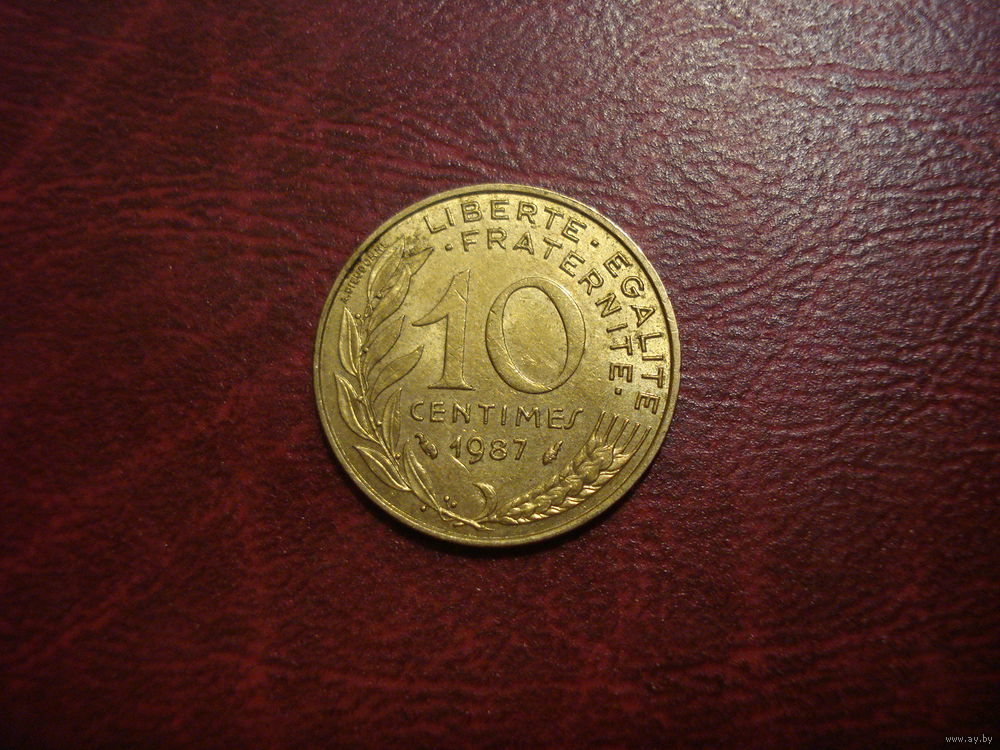 LIBERTE · EGALITE
· FRATERNITE ·
10
CENTIMES
1987
www.ay.by